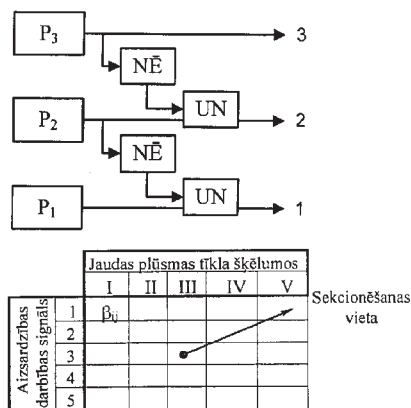 P3
3
NĒ
UN
P2
2
NĒ
UN
P1
1
Jaudas plūsmas tīkla šķēlumos
I II III IV V
Sekcionēšanas
vieta
Aizsardzības
darbības signāls
1 βij
2
3
4
5